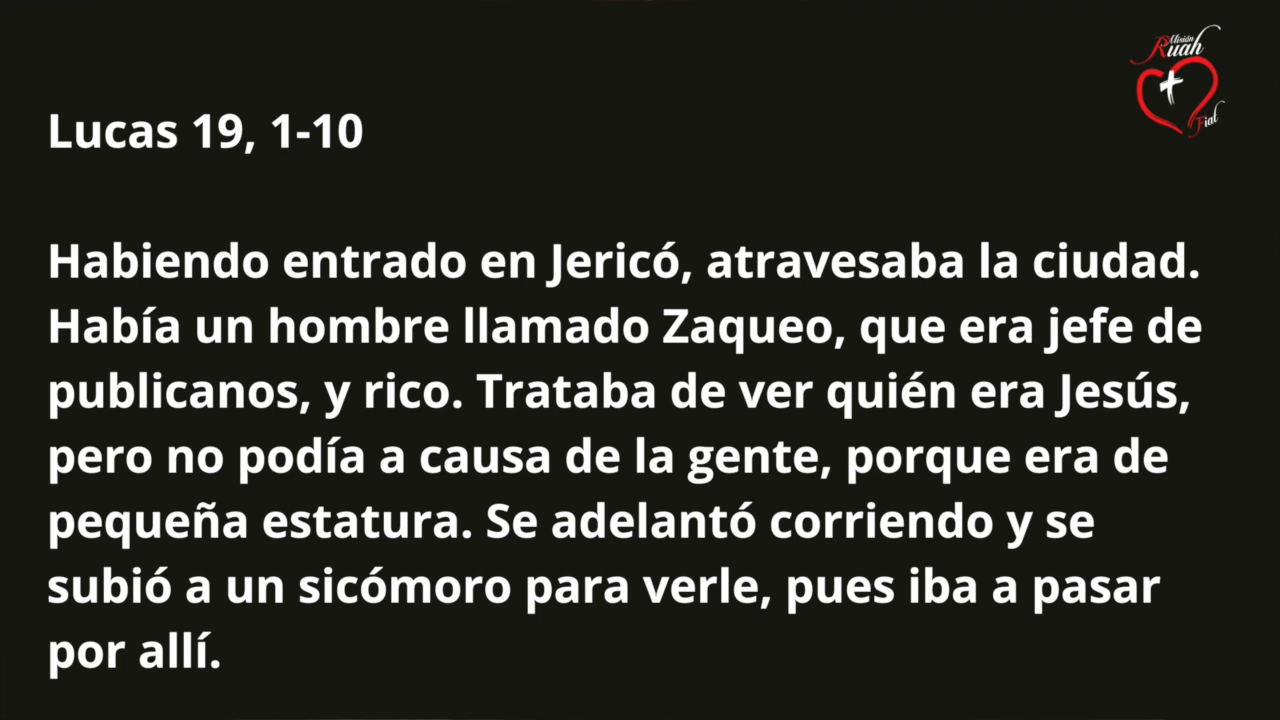 Misión
Ruah
Fial
Lucas 19, 1-10
Habiendo entrado en Jericó, atravesaba la ciudad.
Había un hombre llamado Zaqueo, que era jefe de
publicanos, y rico. Trataba de ver quién era Jesús,
pero no podía a causa de la gente, porque era de
pequeña estatura. Se adelantó corriendo y se
subió a un sicómoro para verle, pues iba a pasar
por allí.